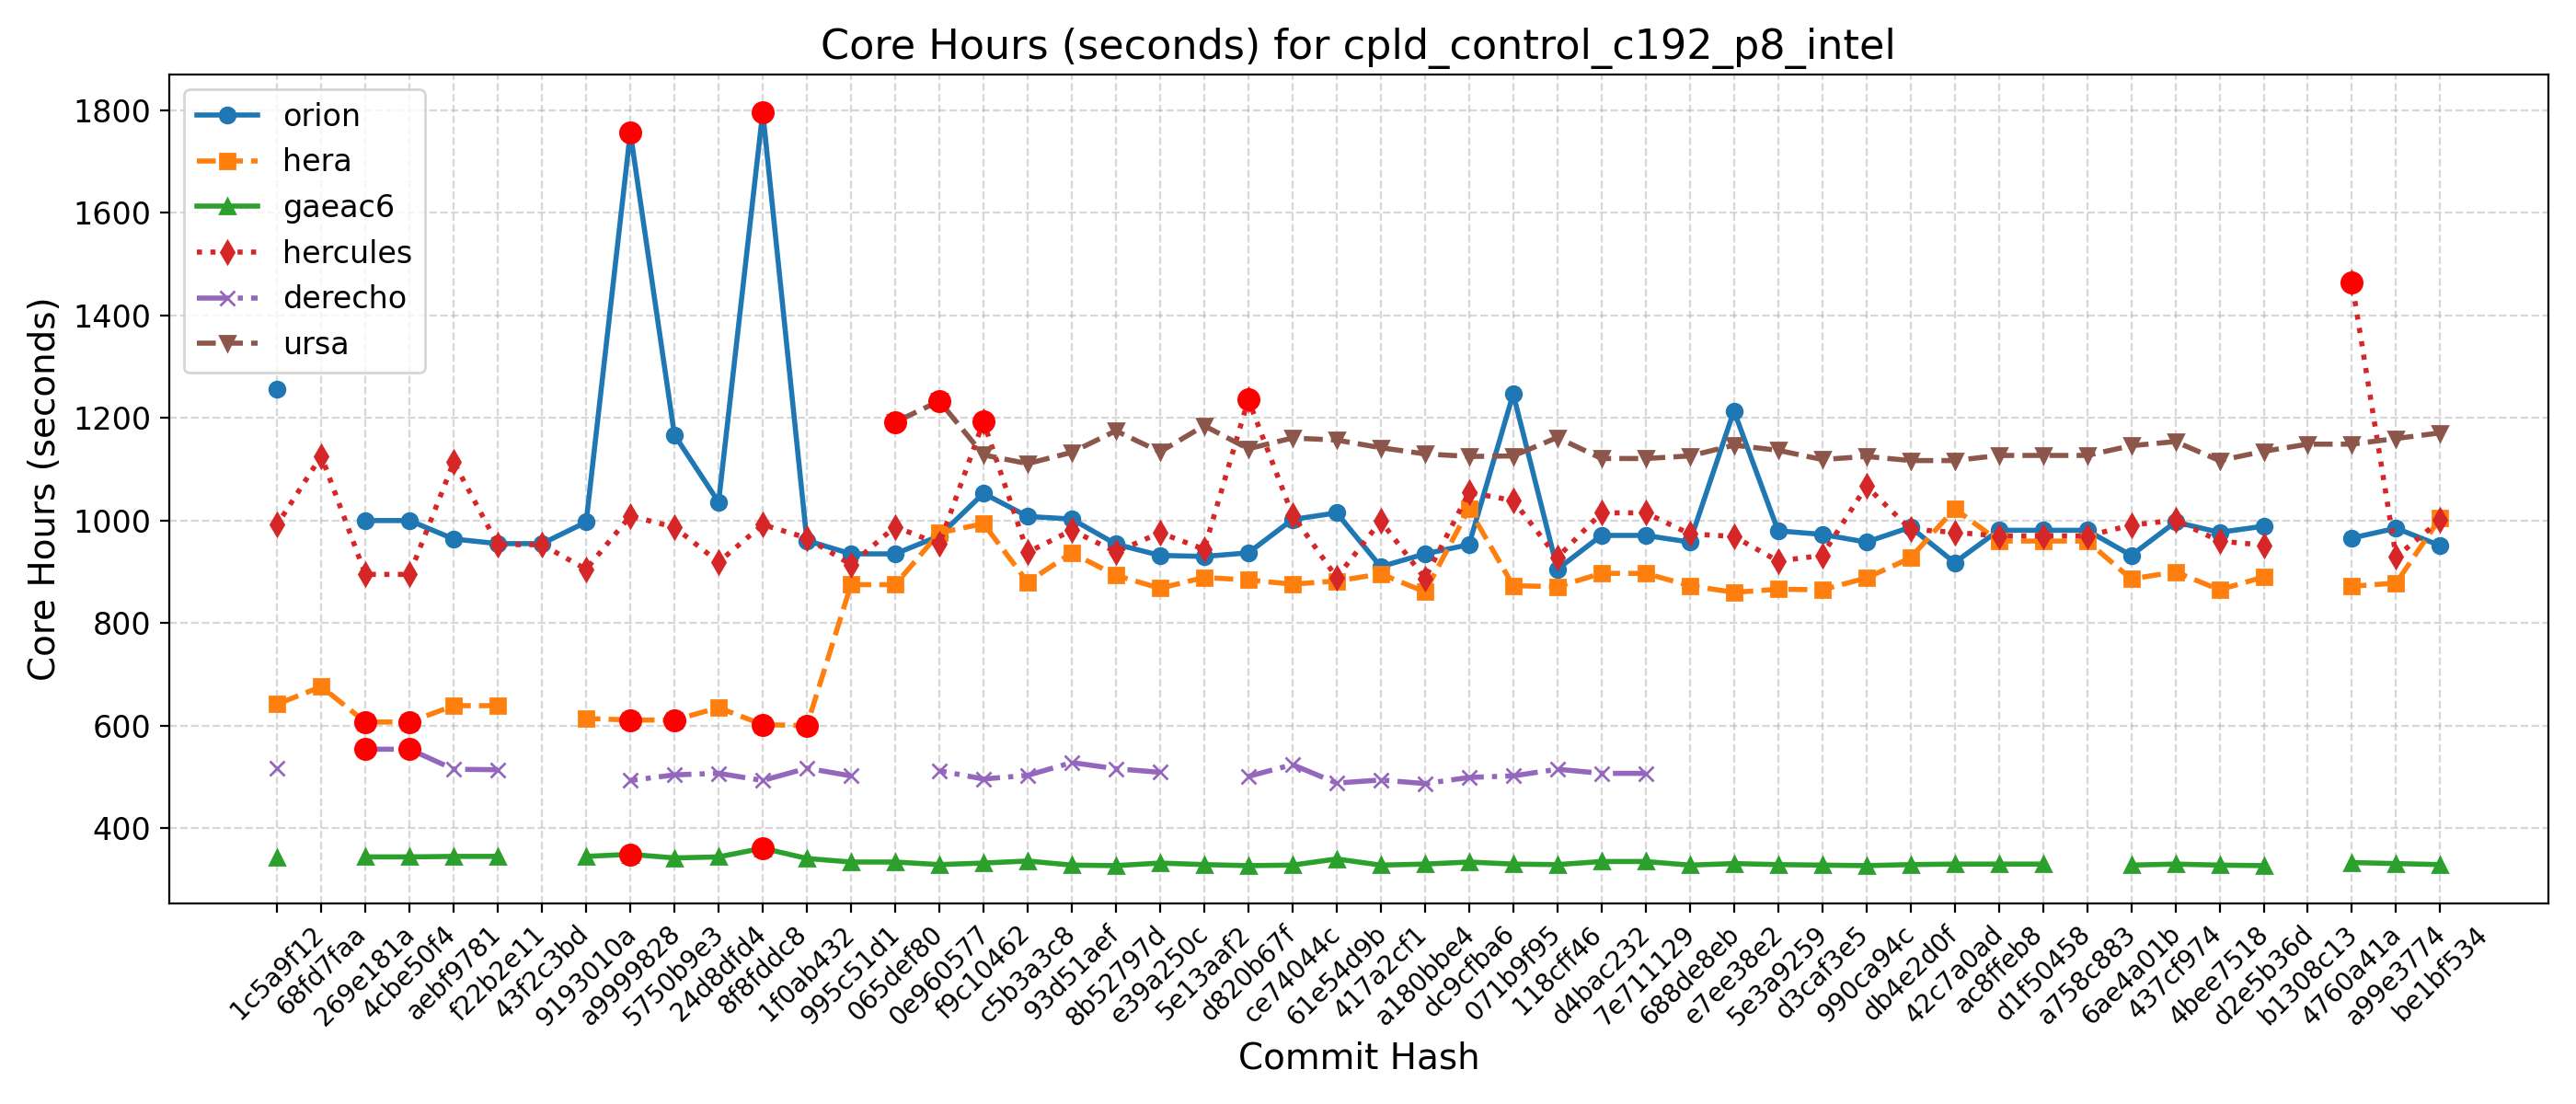 Core Hours (seconds) for cpld_control_c192_p8_intel
orion
hera
gaeac6
hercules
derecho
ursa
Core Hours (seconds)
1800
1600
1400
1200
1000
800
600
400
1c5a9f12
68fd7faa
269e181a
4cbe50f4
aebf9781
f22b2e11
43f2c3bd
9193010a
a9999828
5750b9e3
24d8dfd4
8f8fddc8
1f0ab432
995c51d1
065def80
0e960577
f9c10462
c5b3a3c8
93d51aef
8b52797d
e39a250c
5e13aaf2
d820b67f
ce74044c
61e54d9b
417a2cf1
a180bbe4
dc9cfba6
071b9f95
118cff46
d4bac232
7e711129
688de8eb
e7ee38e2
5e3a9259
d3caf3e5
990ca94c
db4e2d0f
42c7a0ad
ac8ffeb8
d1f50458
a758c883
6ae4a01b
437cf974
4bee7518
d2e5b36d
b1308c13
4760a41a
a99e3774
be1bf534
Commit Hash